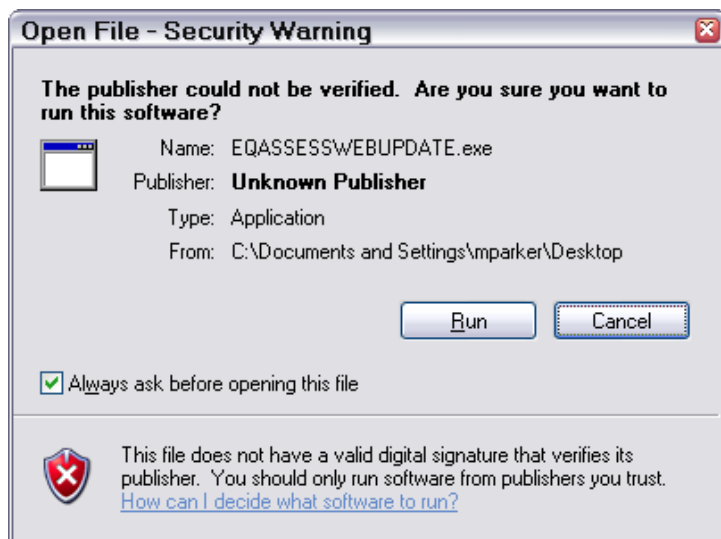 Open File - Security Warning
The publisher could not be verified.  Are you sure you want to
run this software?
Name: EQASSESSWEBUPDATE.exe
Publisher: Unknown Publisher
Type: Application
From: C:\Documents and Settings\mparker\Desktop
Run Cancel
Always ask before opening this file
This file does not have a valid digital signature that verifies its
publisher.  You should only run software from publishers you trust.
How can I decide what software to run?